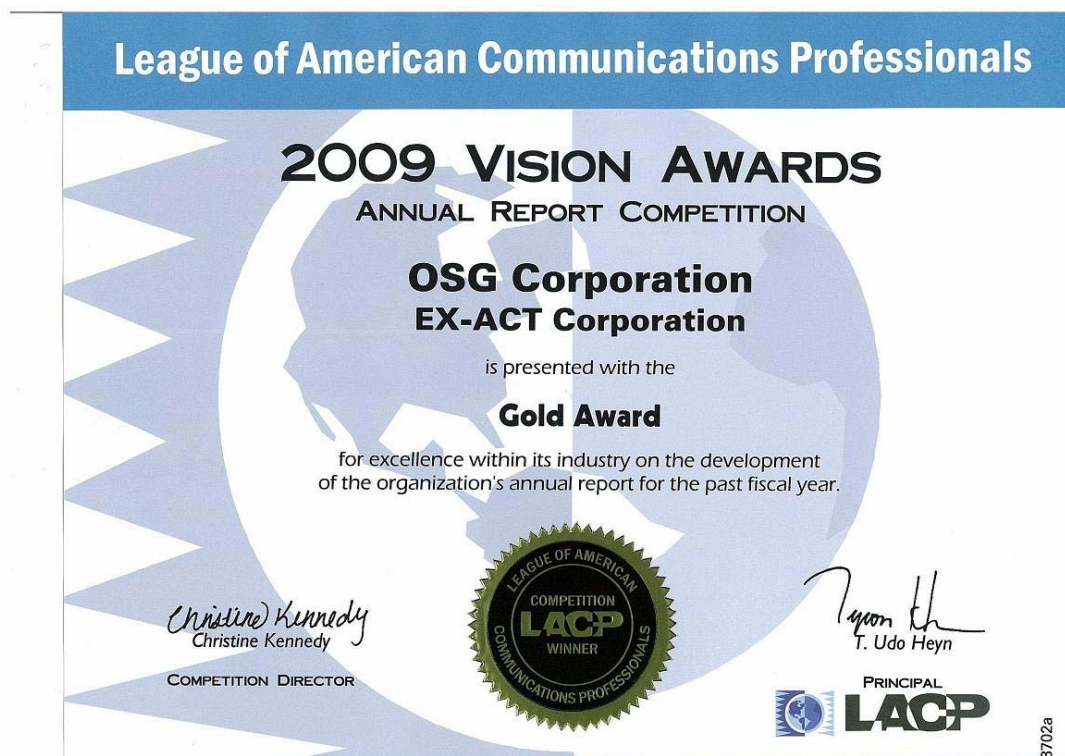 League of American Communications Professionals
2009 VISION AWARDS
ANNUAL REPORT COMPETITION
OSG Corporation
EX-ACT Corporation
is presented with the
Gold Award
for excellence within its industry on the development
of the organization's annual report for the past fiscal year.
LEAGUE OF AMERICAN
COMPETITION
LACP
WINNER
COMMUNICATIONS PROFESSIONALS
Christine Kennedy
Christine Kennedy
COMPETITION DIRECTOR
T. Udo Heyn
PRINCIPAL
LACP
3702a